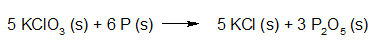 5 KClO₃ (s) + 6 P (s) ⟶ 5 KCl (s) + 3 P₂O₅ (s)